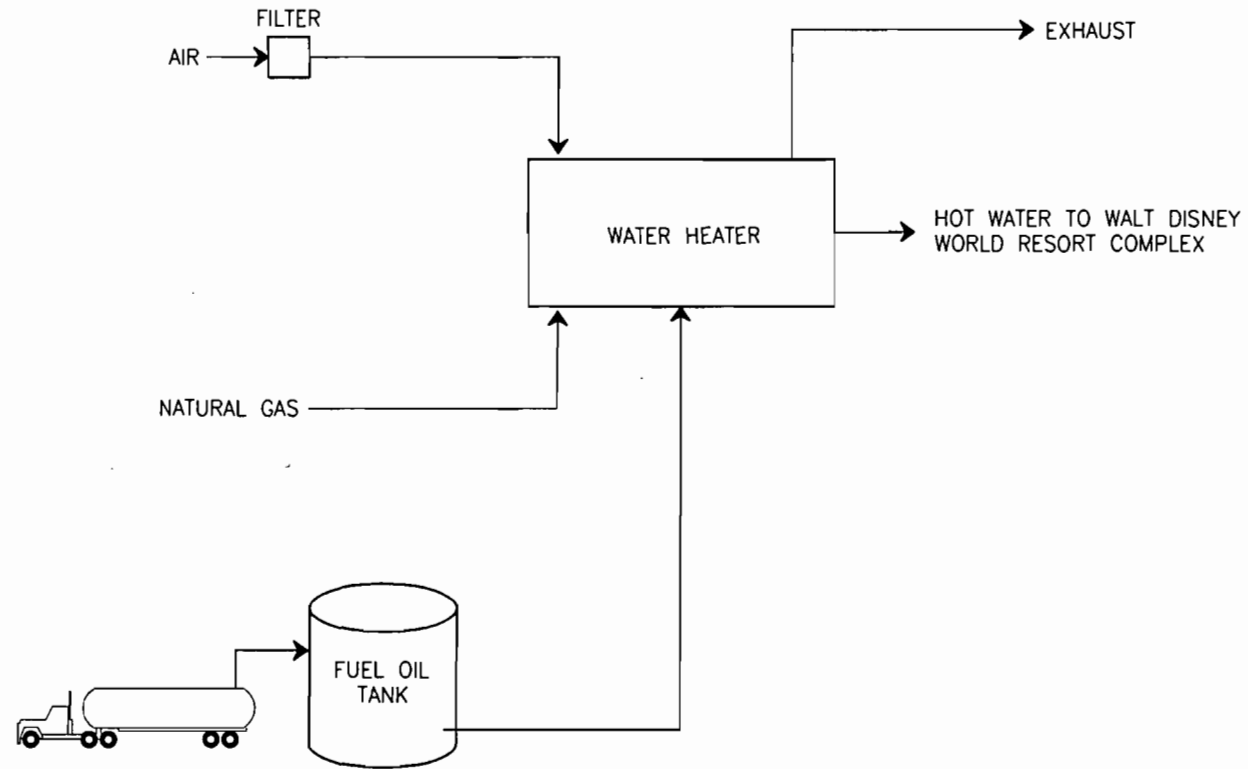 FILTER
AIR
EXHAUST
WATER HEATER
HOT WATER TO WALT DISNEY
WORLD RESORT COMPLEX
NATURAL GAS
FUEL OIL
TANK